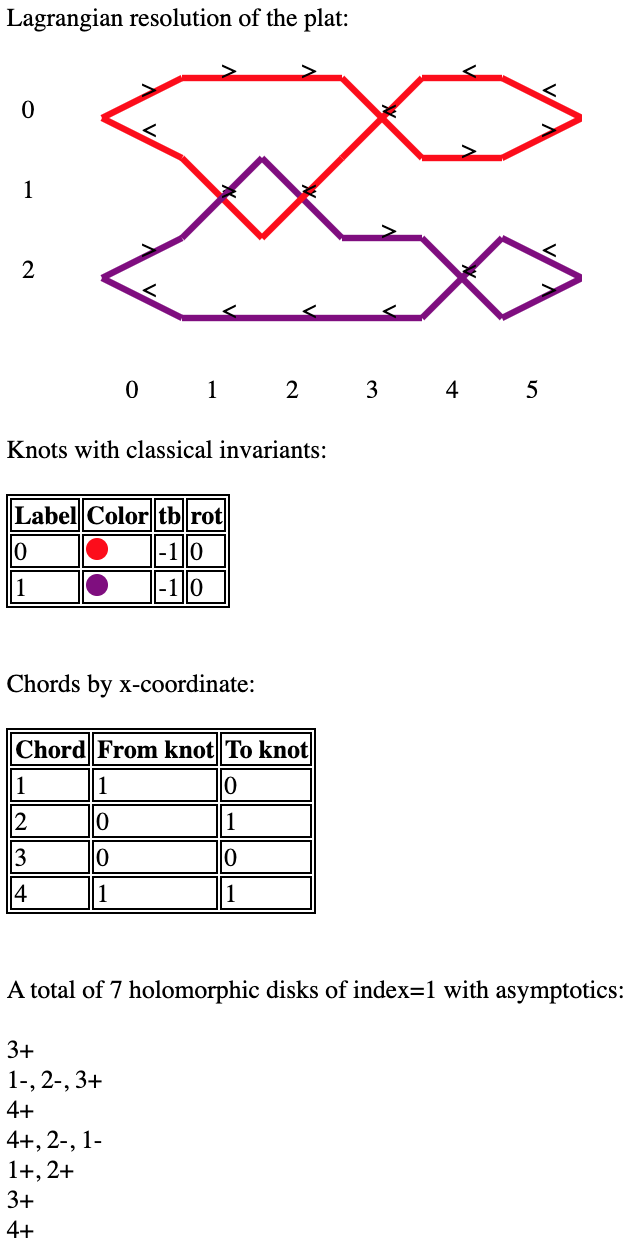 Lagrangian resolution of the plat:
0
1
2
0 1 2 3 4 5
Knots with classical invariants:
Label Color tb rot
0 -1 0
1 -1 0
Chords by x-coordinate:
Chord From knot To knot
1 1 0
2 0 1
3 0 0
4 1 1
A total of 7 holomorphic disks of index=1 with asymptotics:
3+
1-, 2-, 3+
4+
4+, 2-, 1-
1+, 2+
3+
4+